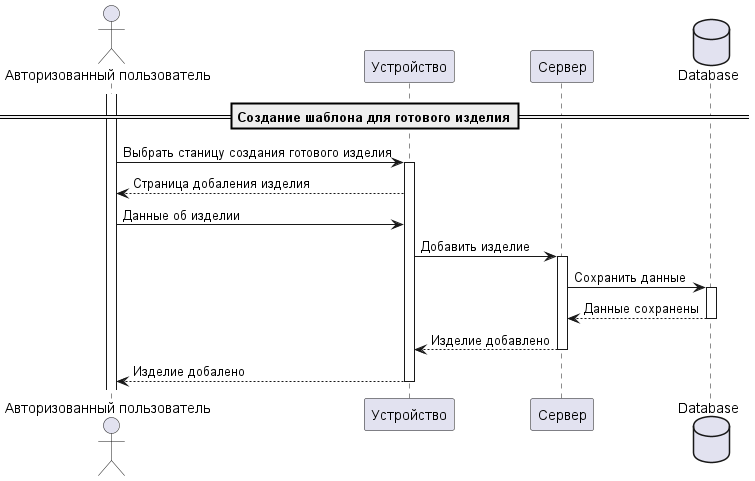 Авторизованный пользователь
Устройство
Сервер
Database
Создание шаблона для готового изделия
Выбрать станицу создания готового изделия
Страница добаления изделия
Данные об изделии
Добавить изделие
Сохранить данные
Данные сохранены
Изделие добавлено
Изделие добалено
Авторизованный пользователь
Устройство
Сервер
Database